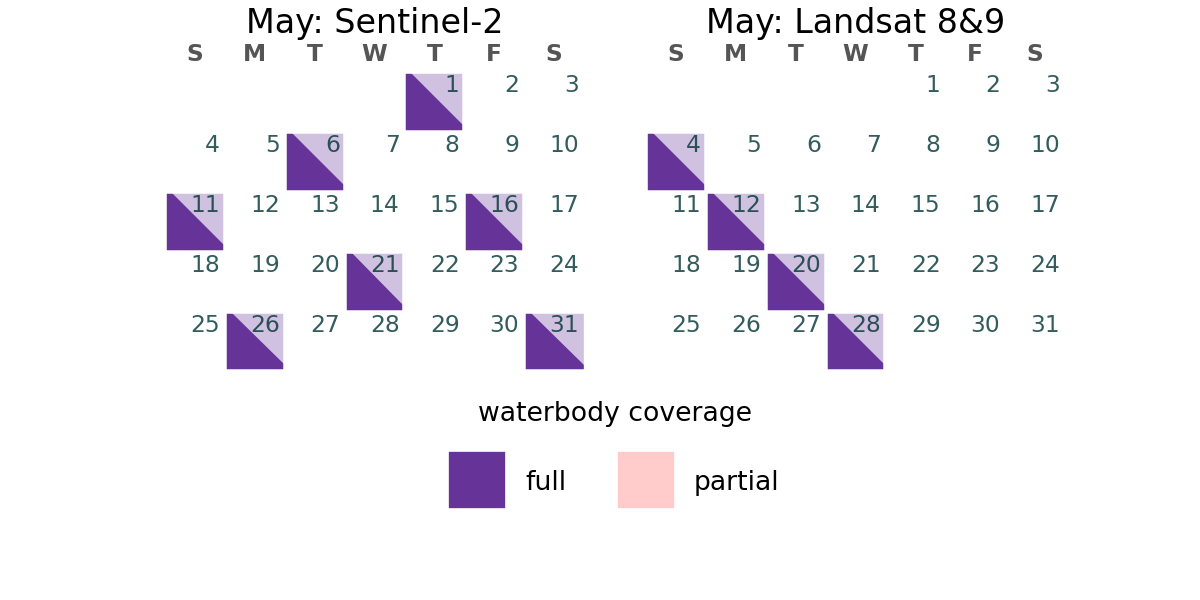 May: Sentinel-2
S M T W T F S
1 2 3
4 5 6 7 8 9 10
11 12 13 14 15 16 17
18 19 20 21 22 23 24
25 26 27 28 29 30 31
May: Landsat 8&9
S M T W T F S
1 2 3
4 5 6 7 8 9 10
11 12 13 14 15 16 17
18 19 20 21 22 23 24
25 26 27 28 29 30 31
waterbody coverage
full partial